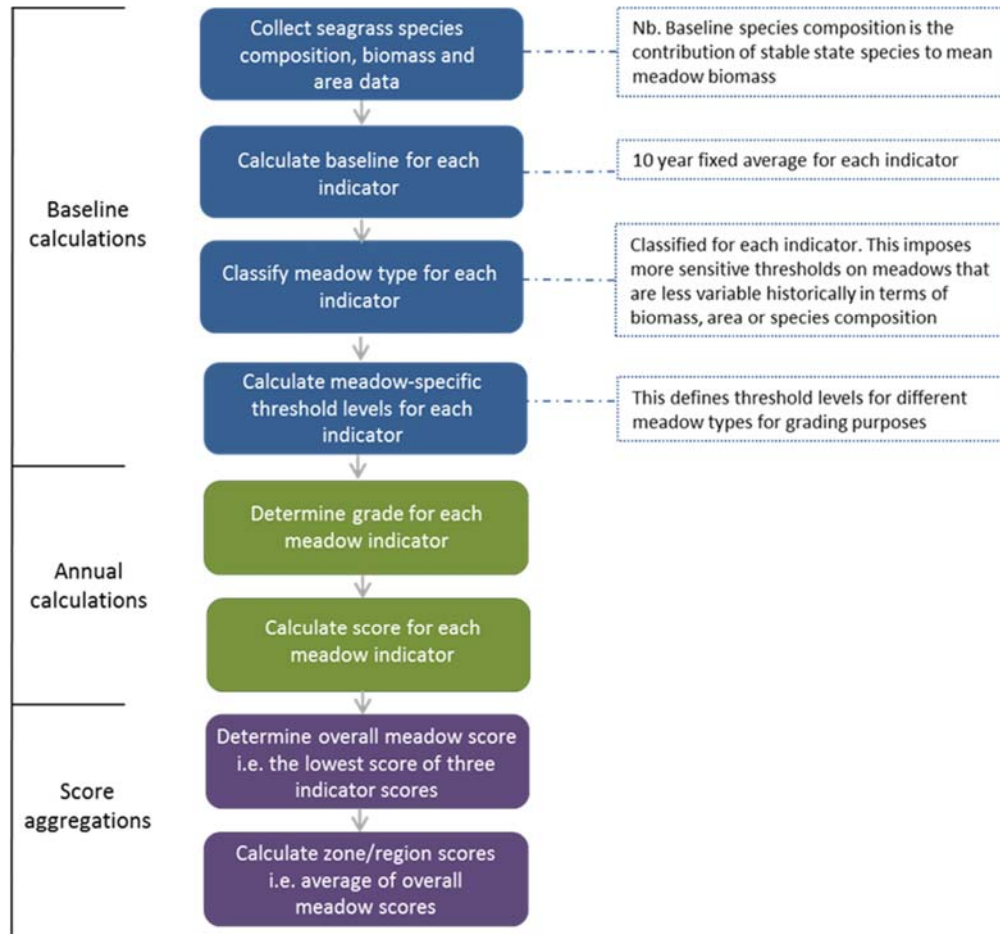 Baseline
calculations
Collect seagrass species
composition, biomass and
area data
Nb. Baseline species composition is the
contribution of stable state species to mean
meadow biomass
Calculate baseline for each
indicator
10 year fixed average for each indicator
Classify meadow type for each
indicator
Classified for each indicator. This imposes
more sensitive thresholds on meadows that
are less variable historically in terms of
biomass, area or species composition
Calculate meadow-specific
threshold levels for each
indicator
This defines threshold levels for different
meadow types for grading purposes
Annual
calculations
Determine grade for each
meadow indicator
Calculate score for each
meadow indicator
Score
aggregations
Determine overall meadow score
i.e. the lowest score of three
indicator scores
Calculate zone/region scores
i.e. average of overall
meadow scores